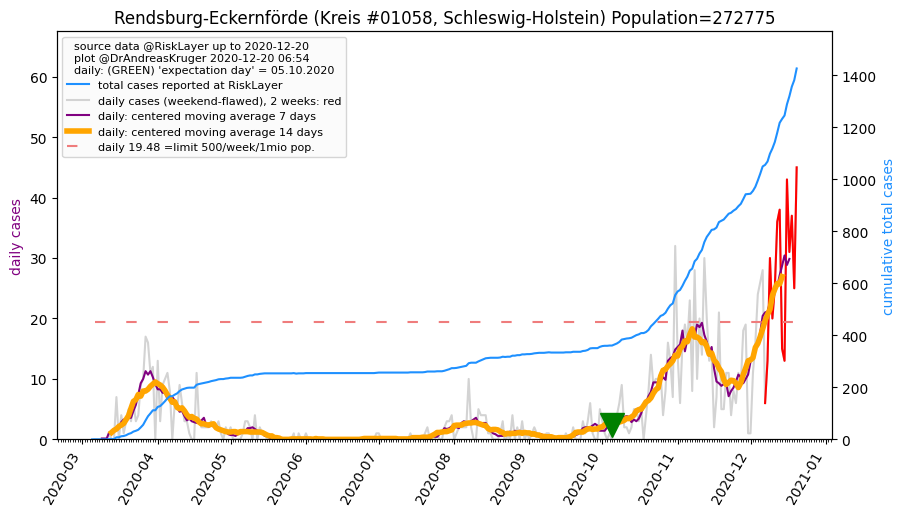 Rendsburg-Eckernförde (Kreis #01058, Schleswig-Holstein) Population=272775
source data @RiskLayer up to 2020-12-20
plot @DrAndreasKruger 2020-12-20 06:54
daily: (GREEN) 'expectation day' = 05.10.2020
total cases reported at RiskLayer
daily cases (weekend-flawed), 2 weeks: red
daily: centered moving average 7 days
daily: centered moving average 14 days
daily 19.48 =limit 500/week/1mio pop.
daily cases
60
50
40
30
20
10
0
cumulative total cases
1400
1200
1000
800
600
400
200
0
2020-03
2020-04
2020-05
2020-06
2020-07
2020-08
2020-09
2020-10
2020-11
2020-12
2021-01